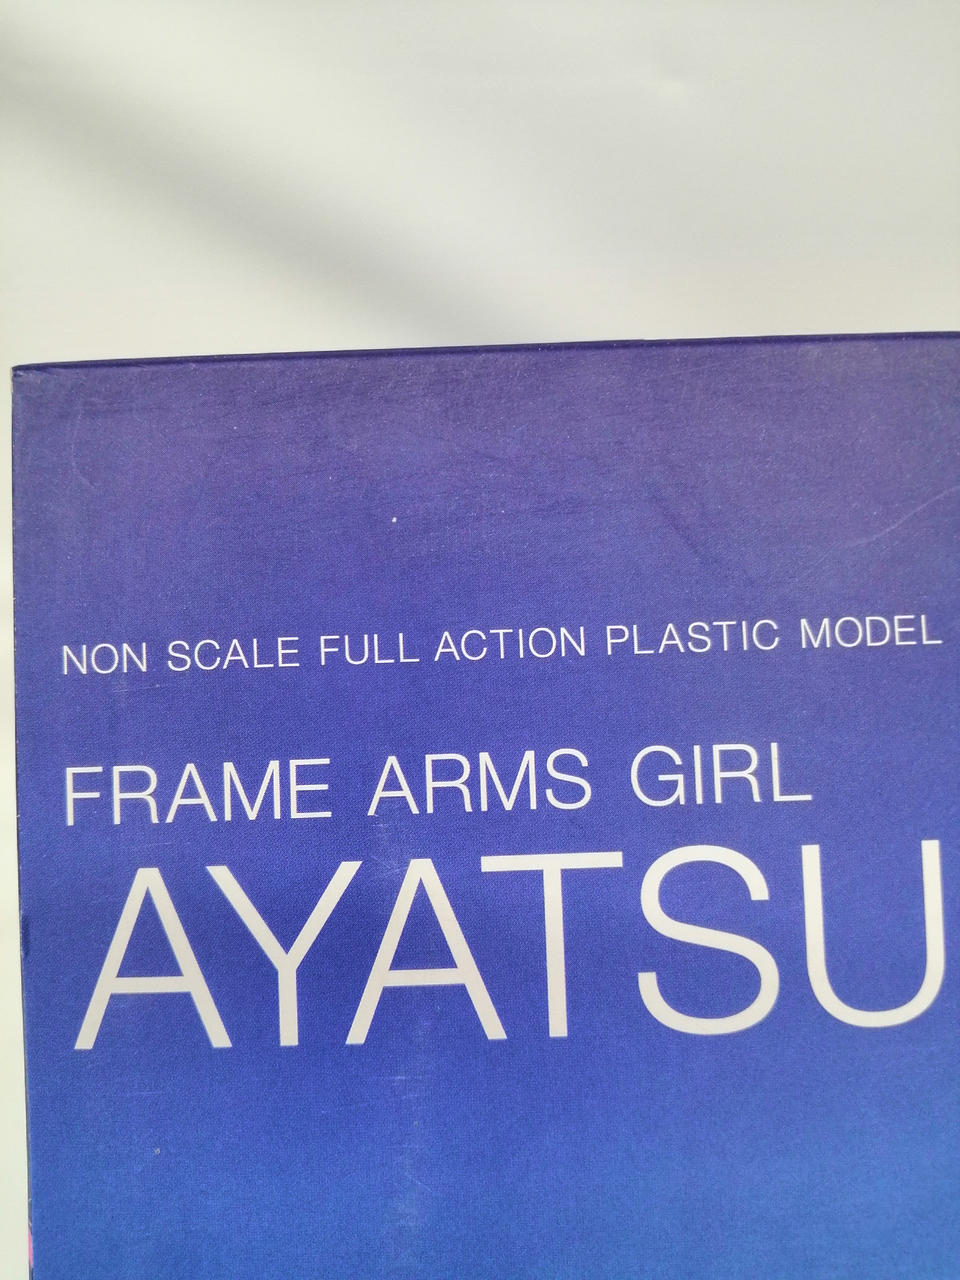 NON SCALE FULL ACTION PLASTIC MODEL
FRAME ARMS GIRL
AYATSU